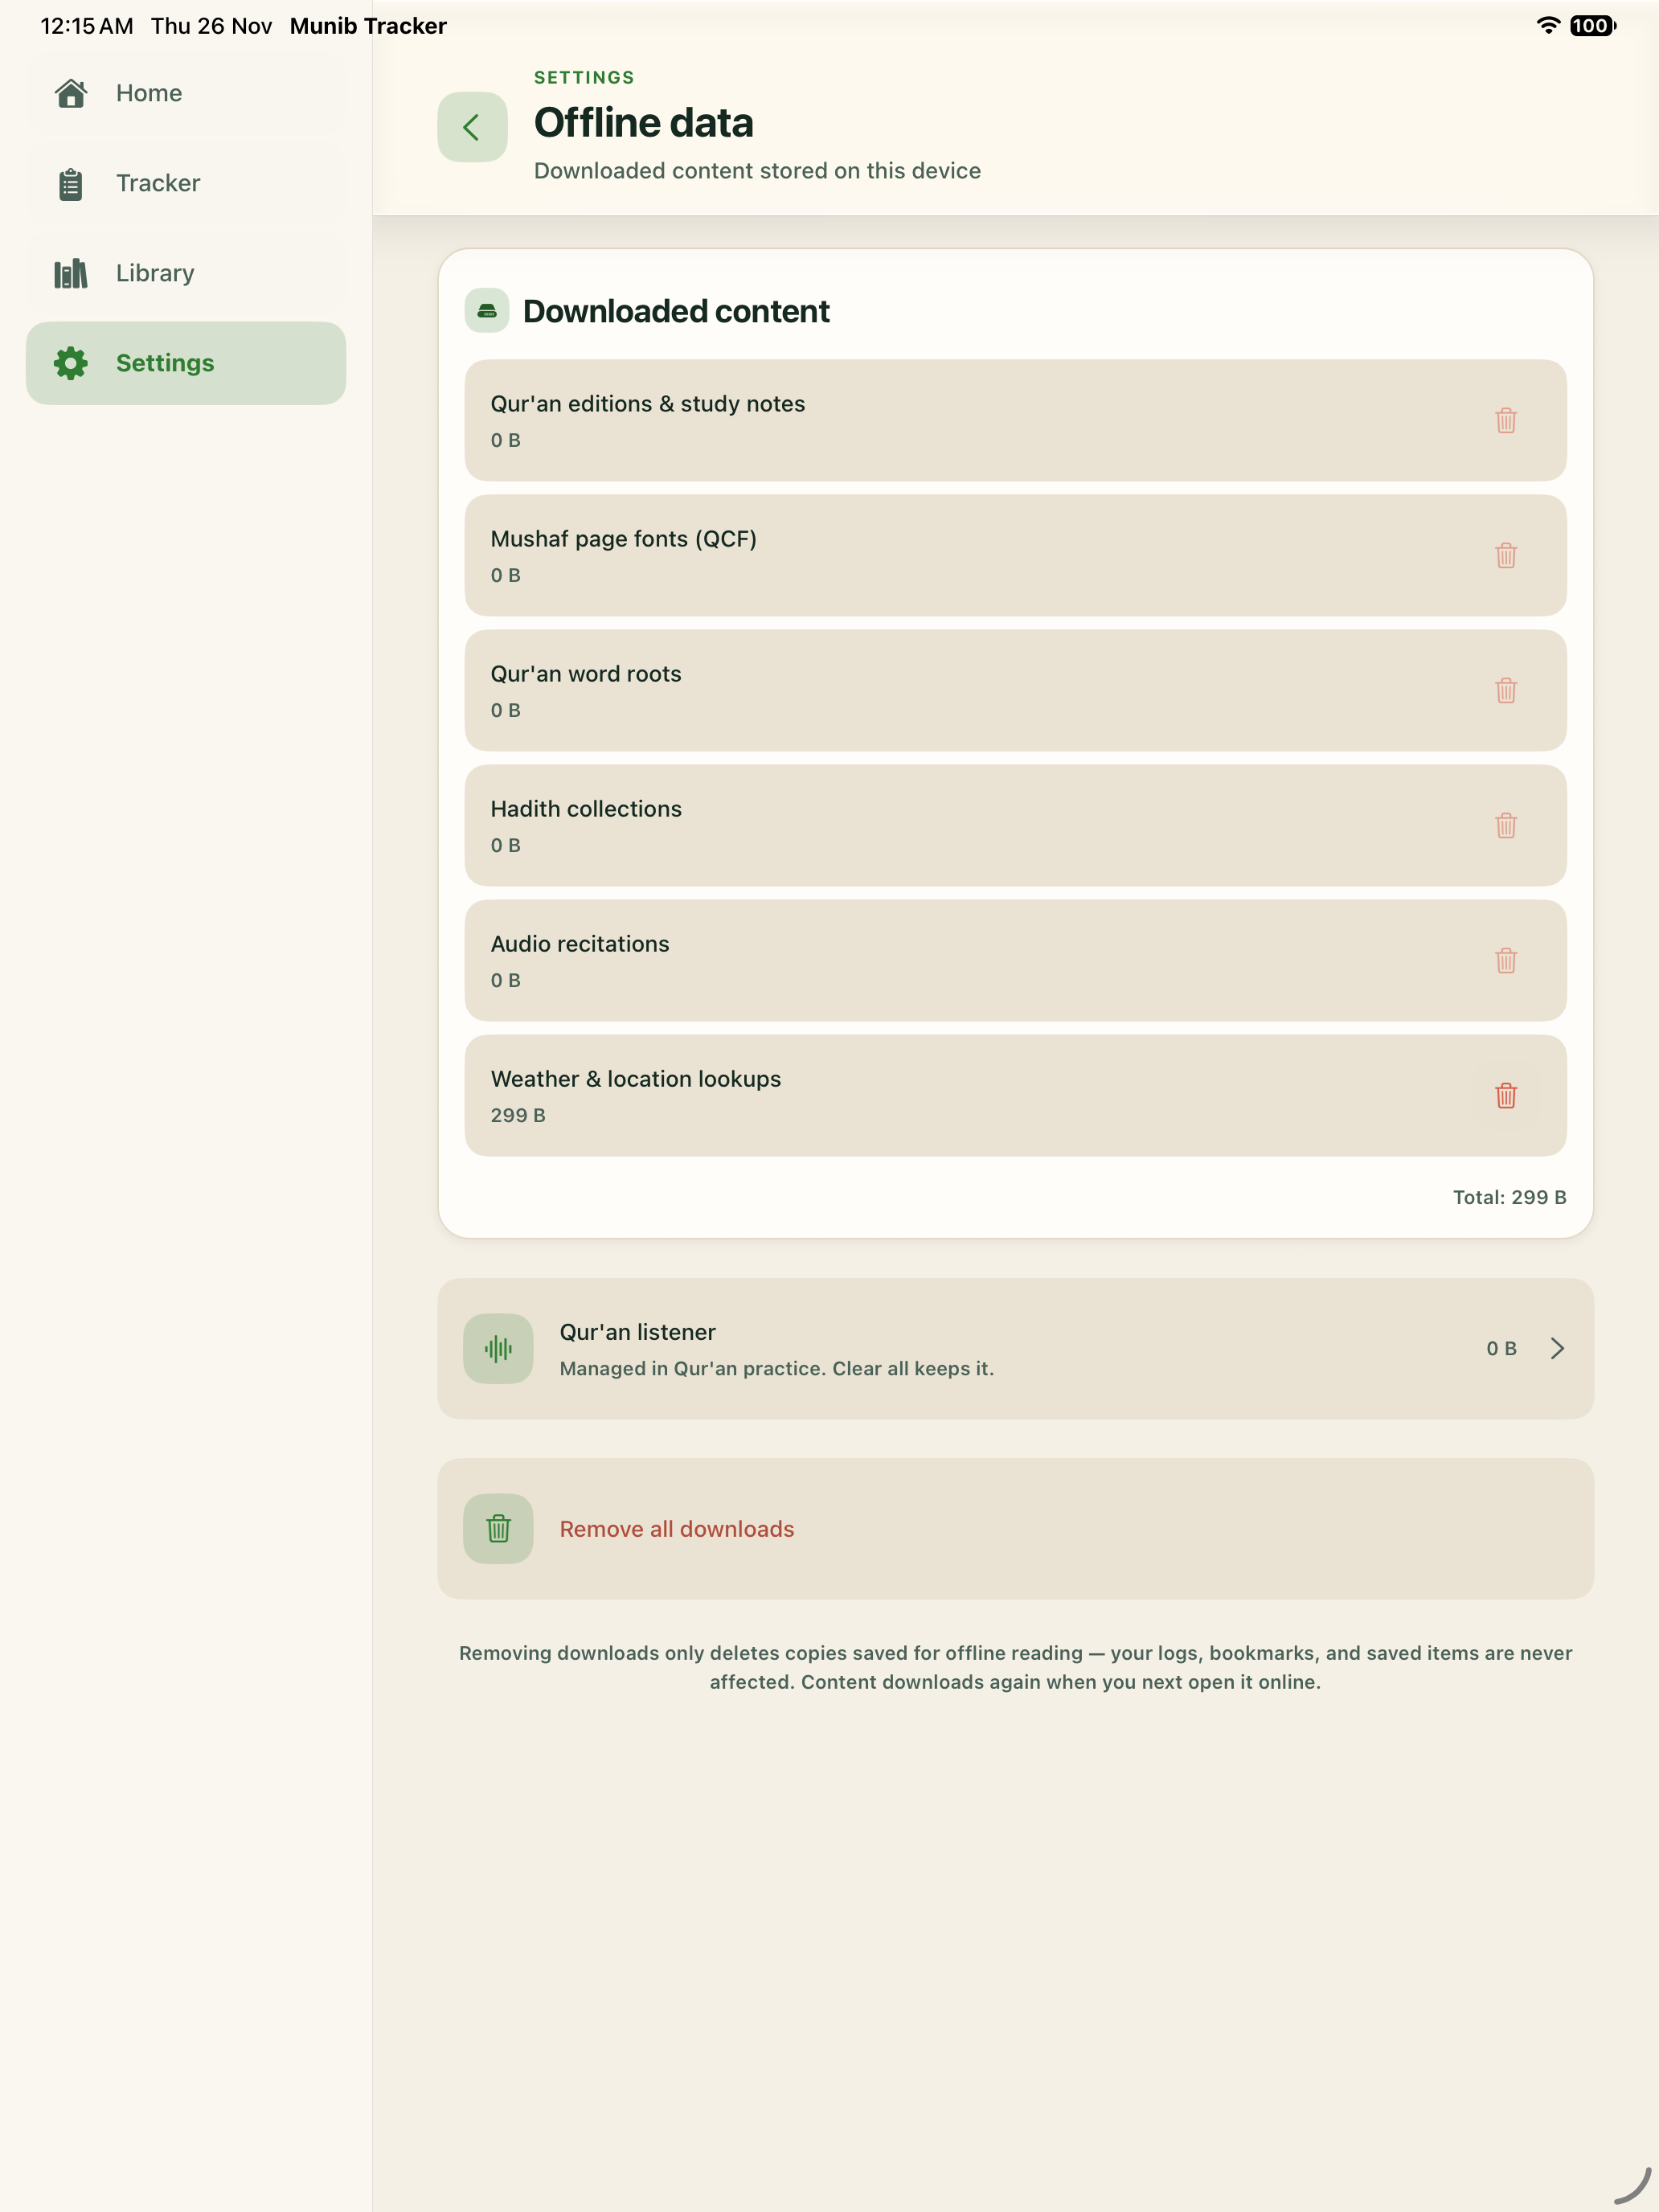 12:15 AM Thu 26 Nov Munib Tracker
100
Home
Tracker
Library
Settings
SETTINGS
Offline data
Downloaded content stored on this device
Downloaded content
Qur'an editions & study notes
0 B
Mushaf page fonts (QCF)
0 B
Qur'an word roots
0 B
Hadith collections
0 B
Audio recitations
0 B
Weather & location lookups
299 B
Total: 299 B
Qur'an listener
Managed in Qur'an practice. Clear all keeps it.
0 B
Remove all downloads
Removing downloads only deletes copies saved for offline reading — your logs, bookmarks, and saved items are never
affected. Content downloads again when you next open it online.